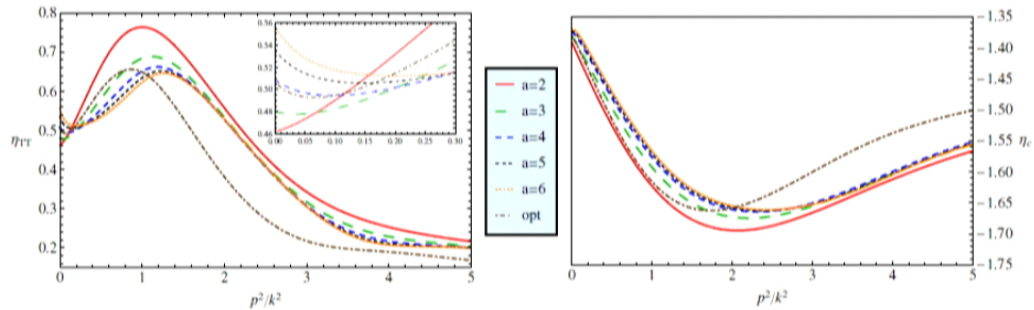 0.8
0.7
0.6
0.5
0.4
0.3
0.2
η_TT
0 1 2 3 4 5
p²/k²
0.56
0.54
0.52
0.50
0.48
0.46
0.00 0.05 0.10 0.15 0.20 0.25 0.30
a=2
a=3
a=4
a=5
a=6
opt
0 1 2 3 4 5
p²/k²
-1.35
-1.40
-1.45
-1.50
-1.55
-1.60
-1.65
-1.70
-1.75
η_c